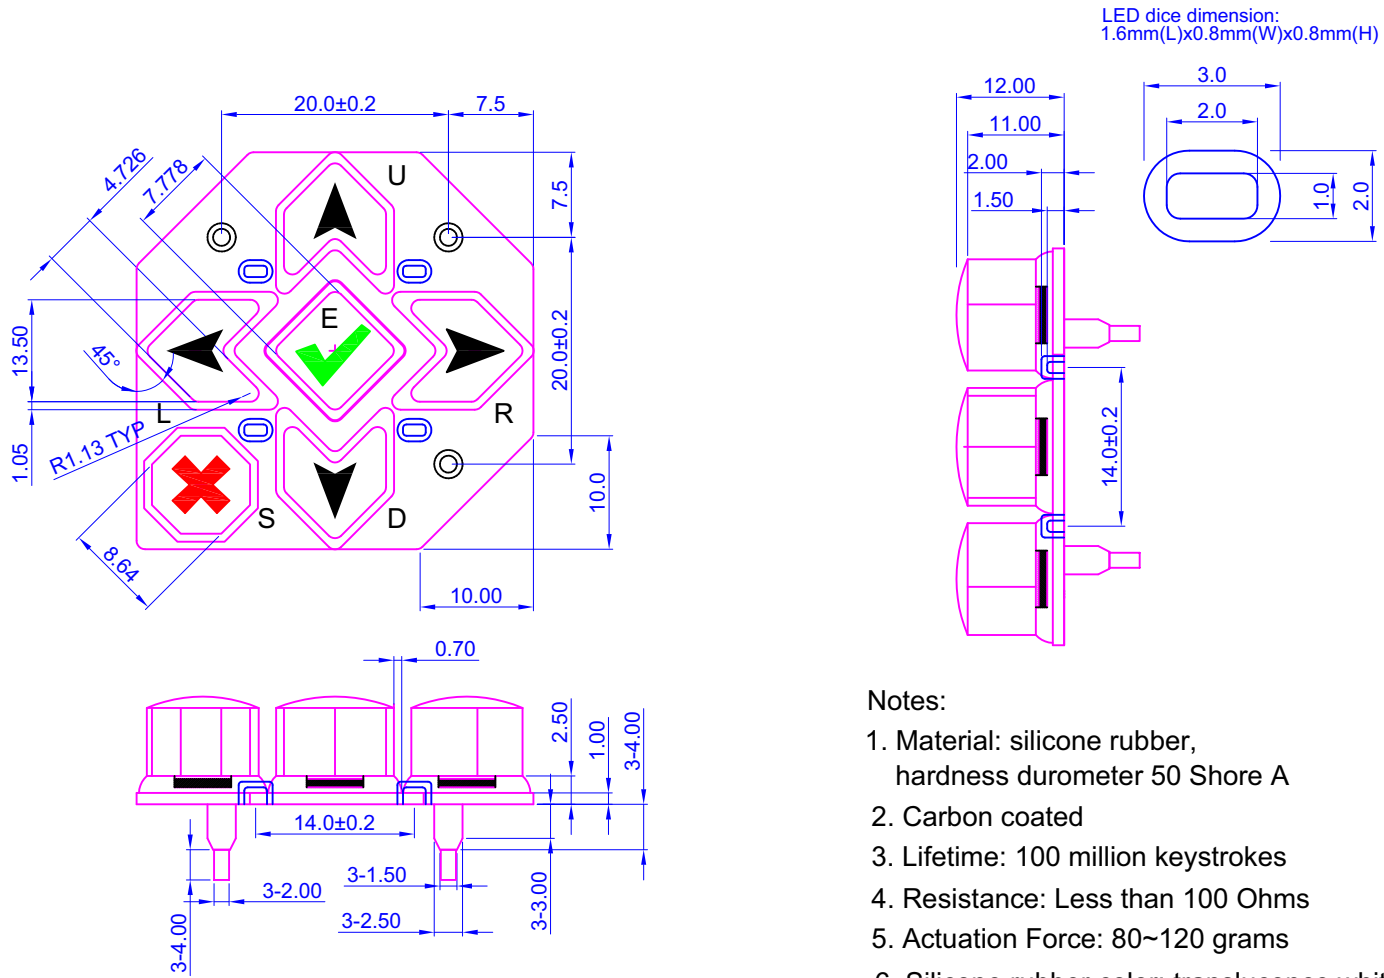 LED dice dimension:
1.6mm(L)x0.8mm(W)x0.8mm(H)
20.0±0.2
7.5
4.726
7.778
U
7.5
20.0±0.2
13.50
45°
E
L
R
1.05
R1.13 TYP
S
D
10.0
8.64
10.00
12.00
11.00
2.00
1.50
14.0±0.2
3.0
2.0
1.0
2.0
0.70
2.50
1.00
3-4.00
14.0±0.2
3-1.50
3-2.00
3-2.50
3-3.00
3-4.00
Notes:
1. Material: silicone rubber,
hardness durometer 50 Shore A
2. Carbon coated
3. Lifetime: 100 million keystrokes
4. Resistance: Less than 100 Ohms
5. Actuation Force: 80~120 grams
6. Silicone rubber color: translucence whit